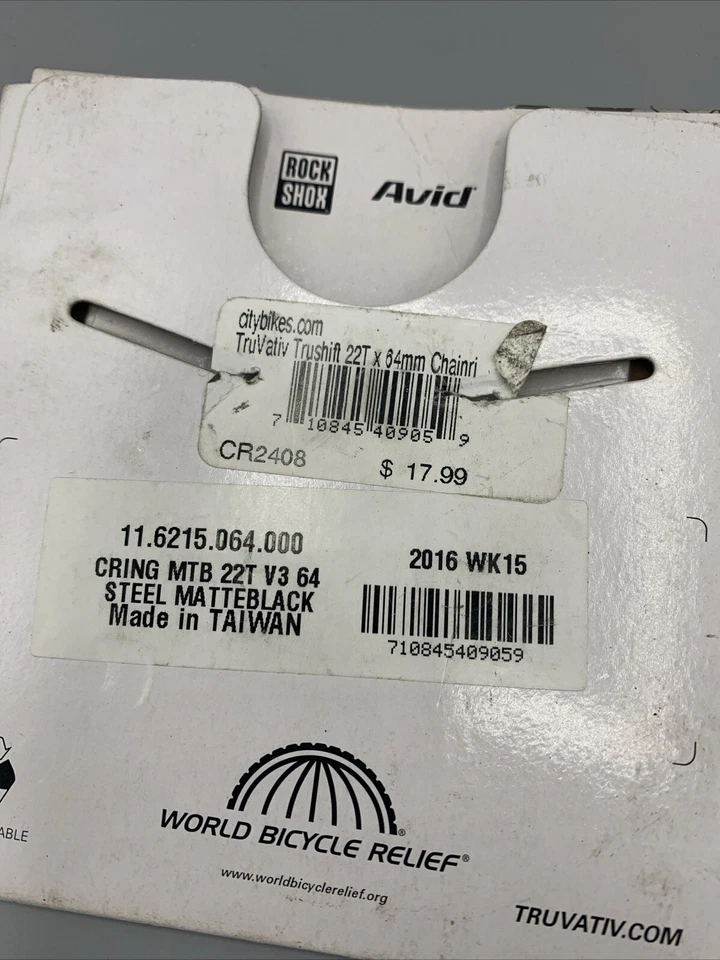 ROCK
SHOX
Avid
citybikes.com
TruVativ Trushift 22T x 64mm Chainri
7 10845 40905 9
CR2408
$ 17.99
11.6215.064.000
CRING MTB 22T V3 64
STEEL MATTEBLACK
Made in TAIWAN
2016 WK15
710845409059
WORLD BICYCLE RELIEF®
www.worldbicyclerelief.org
ABLE
TRUVATIV.COM